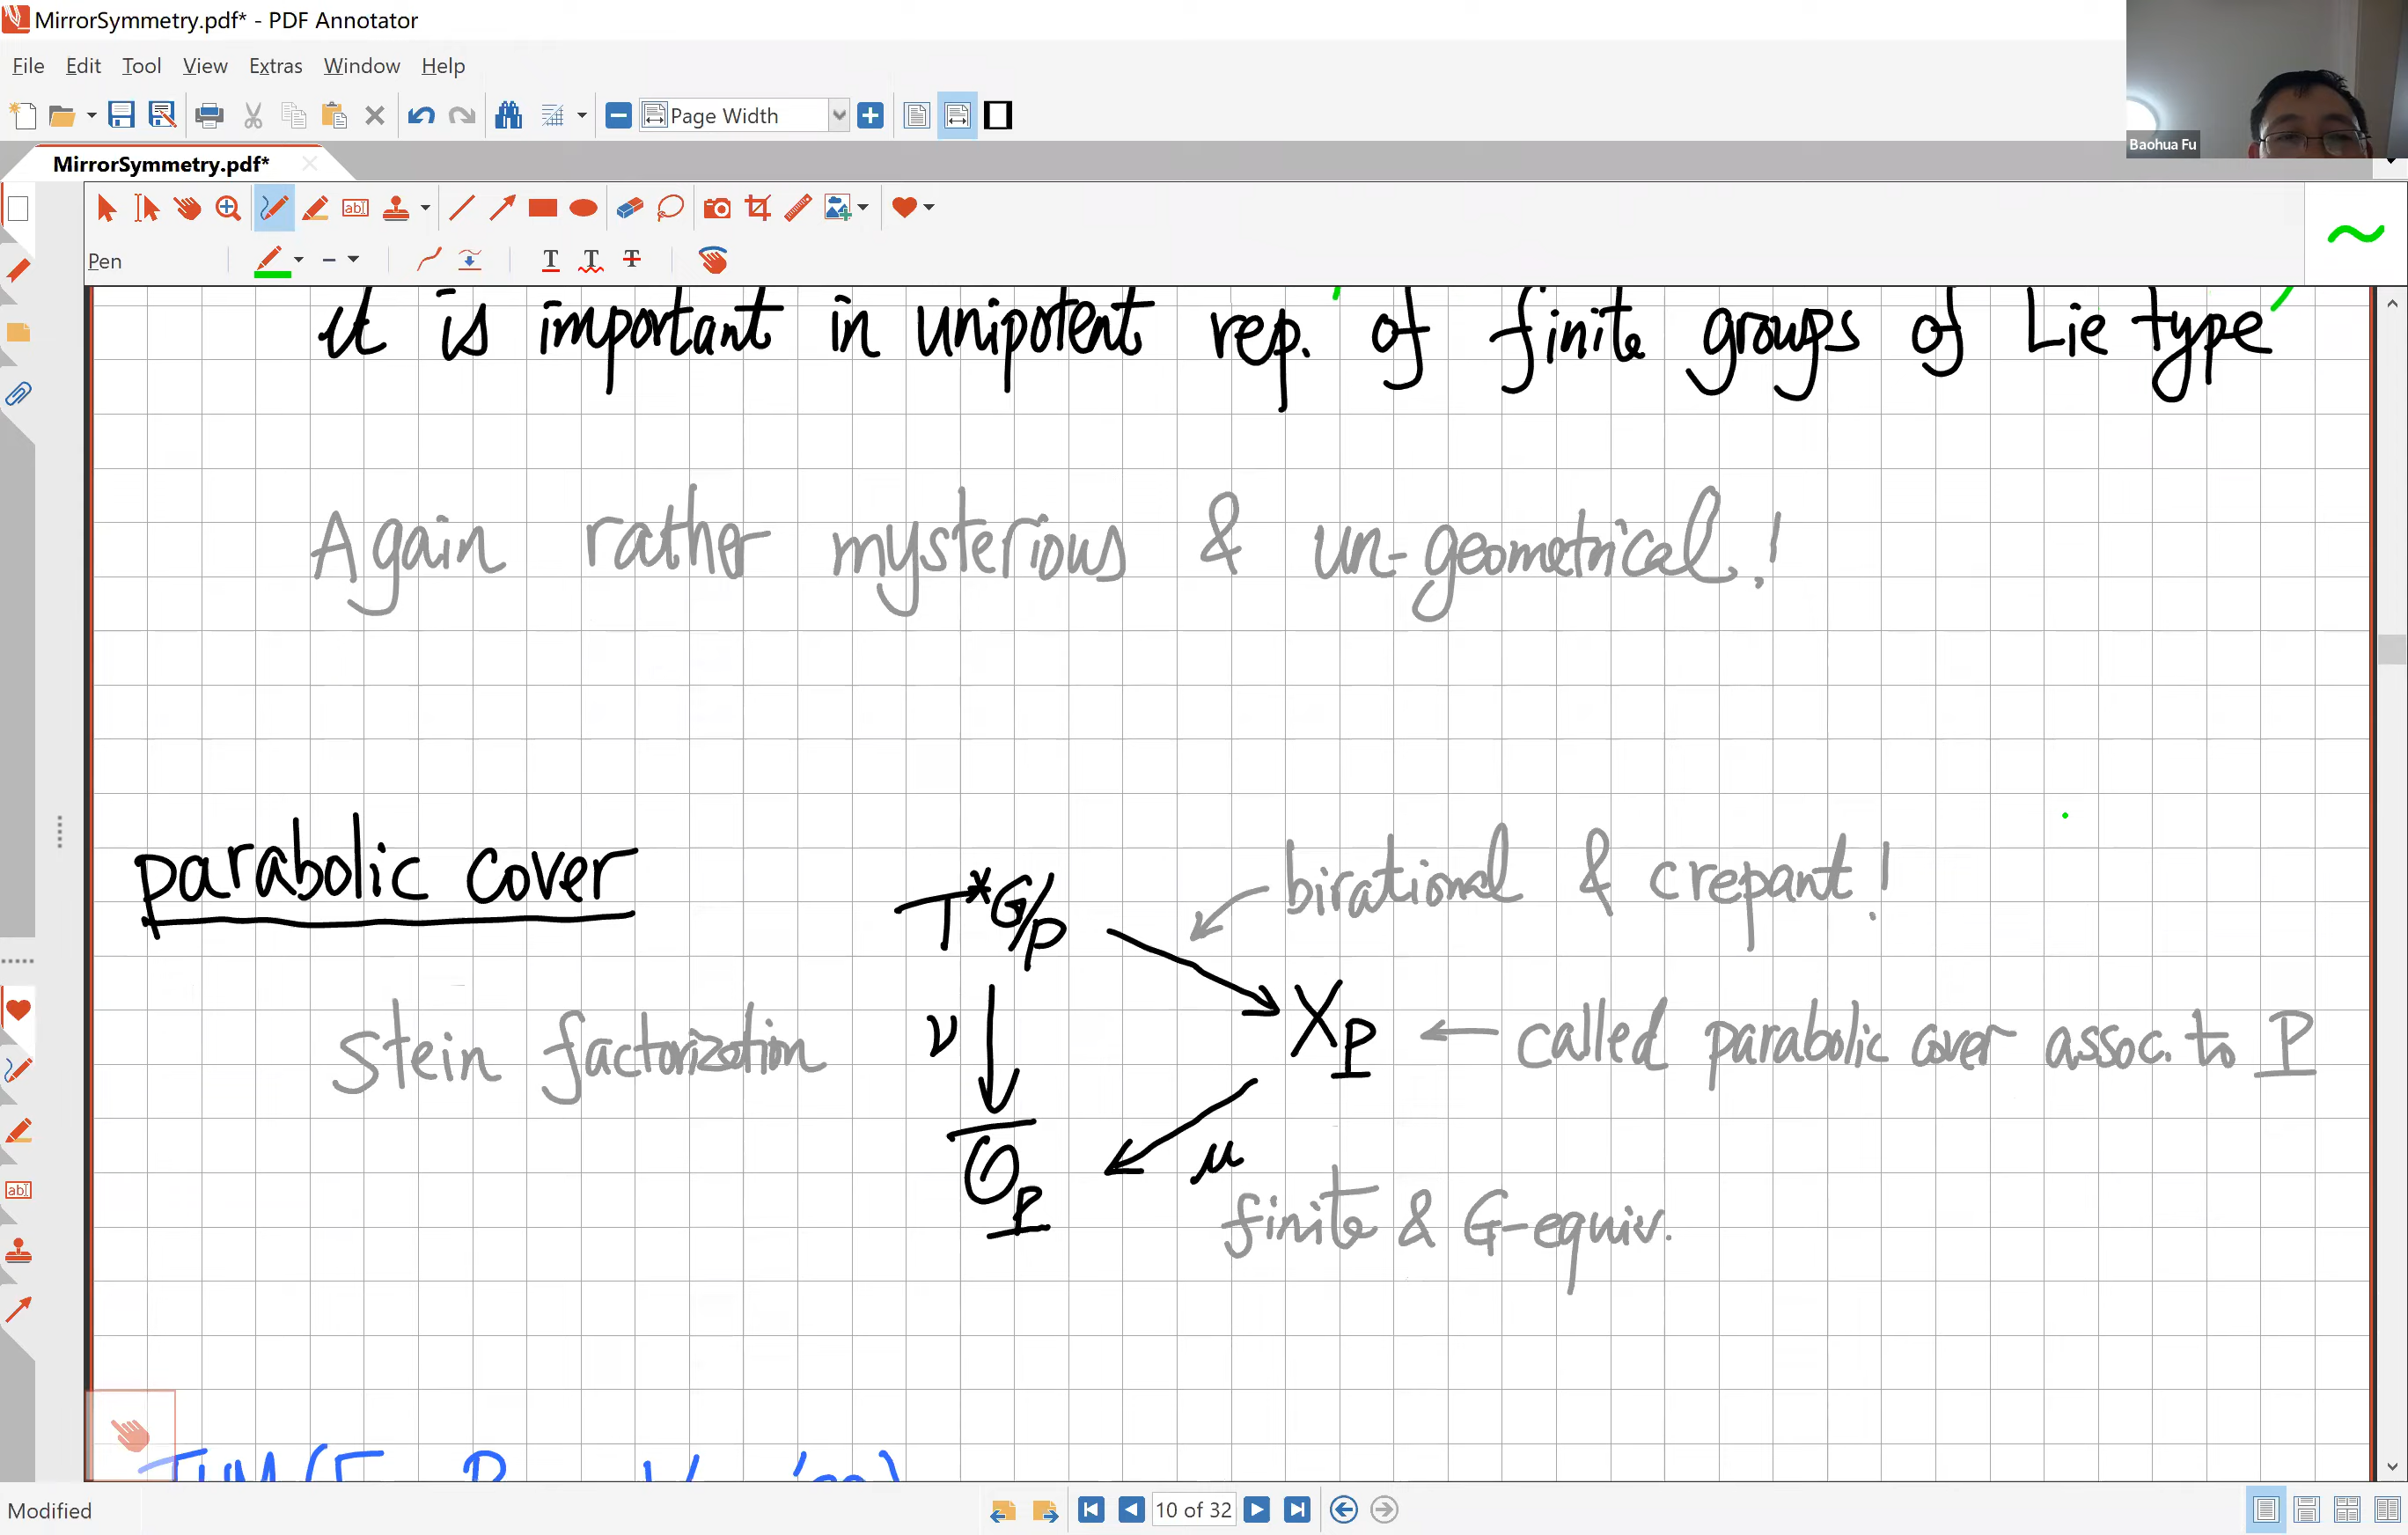 MirrorSymmetry.pdf* - PDF Annotator
File Edit Tool View Extras Window Help
Page Width
Baohua Fu
MirrorSymmetry.pdf*
Pen
it is important in unipotent rep. of finite groups of Lie type
Again rather mysterious & un-geometrical!
parabolic cover
T*G/P
birational & crepant!
Stein factorization
ν
X_P ← called parabolic cover assoc. to P
μ
O̅_P
finite & G-equiv.
Modified
10 of 32